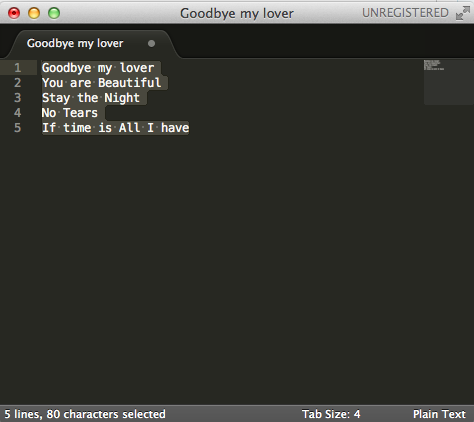 Goodbye my lover
UNREGISTERED
Goodbye my lover
1 Goodbye my lover
2 You are Beautiful
3 Stay the Night
4 No Tears
5 If time is All I have
5 lines, 80 characters selected
Tab Size: 4
Plain Text